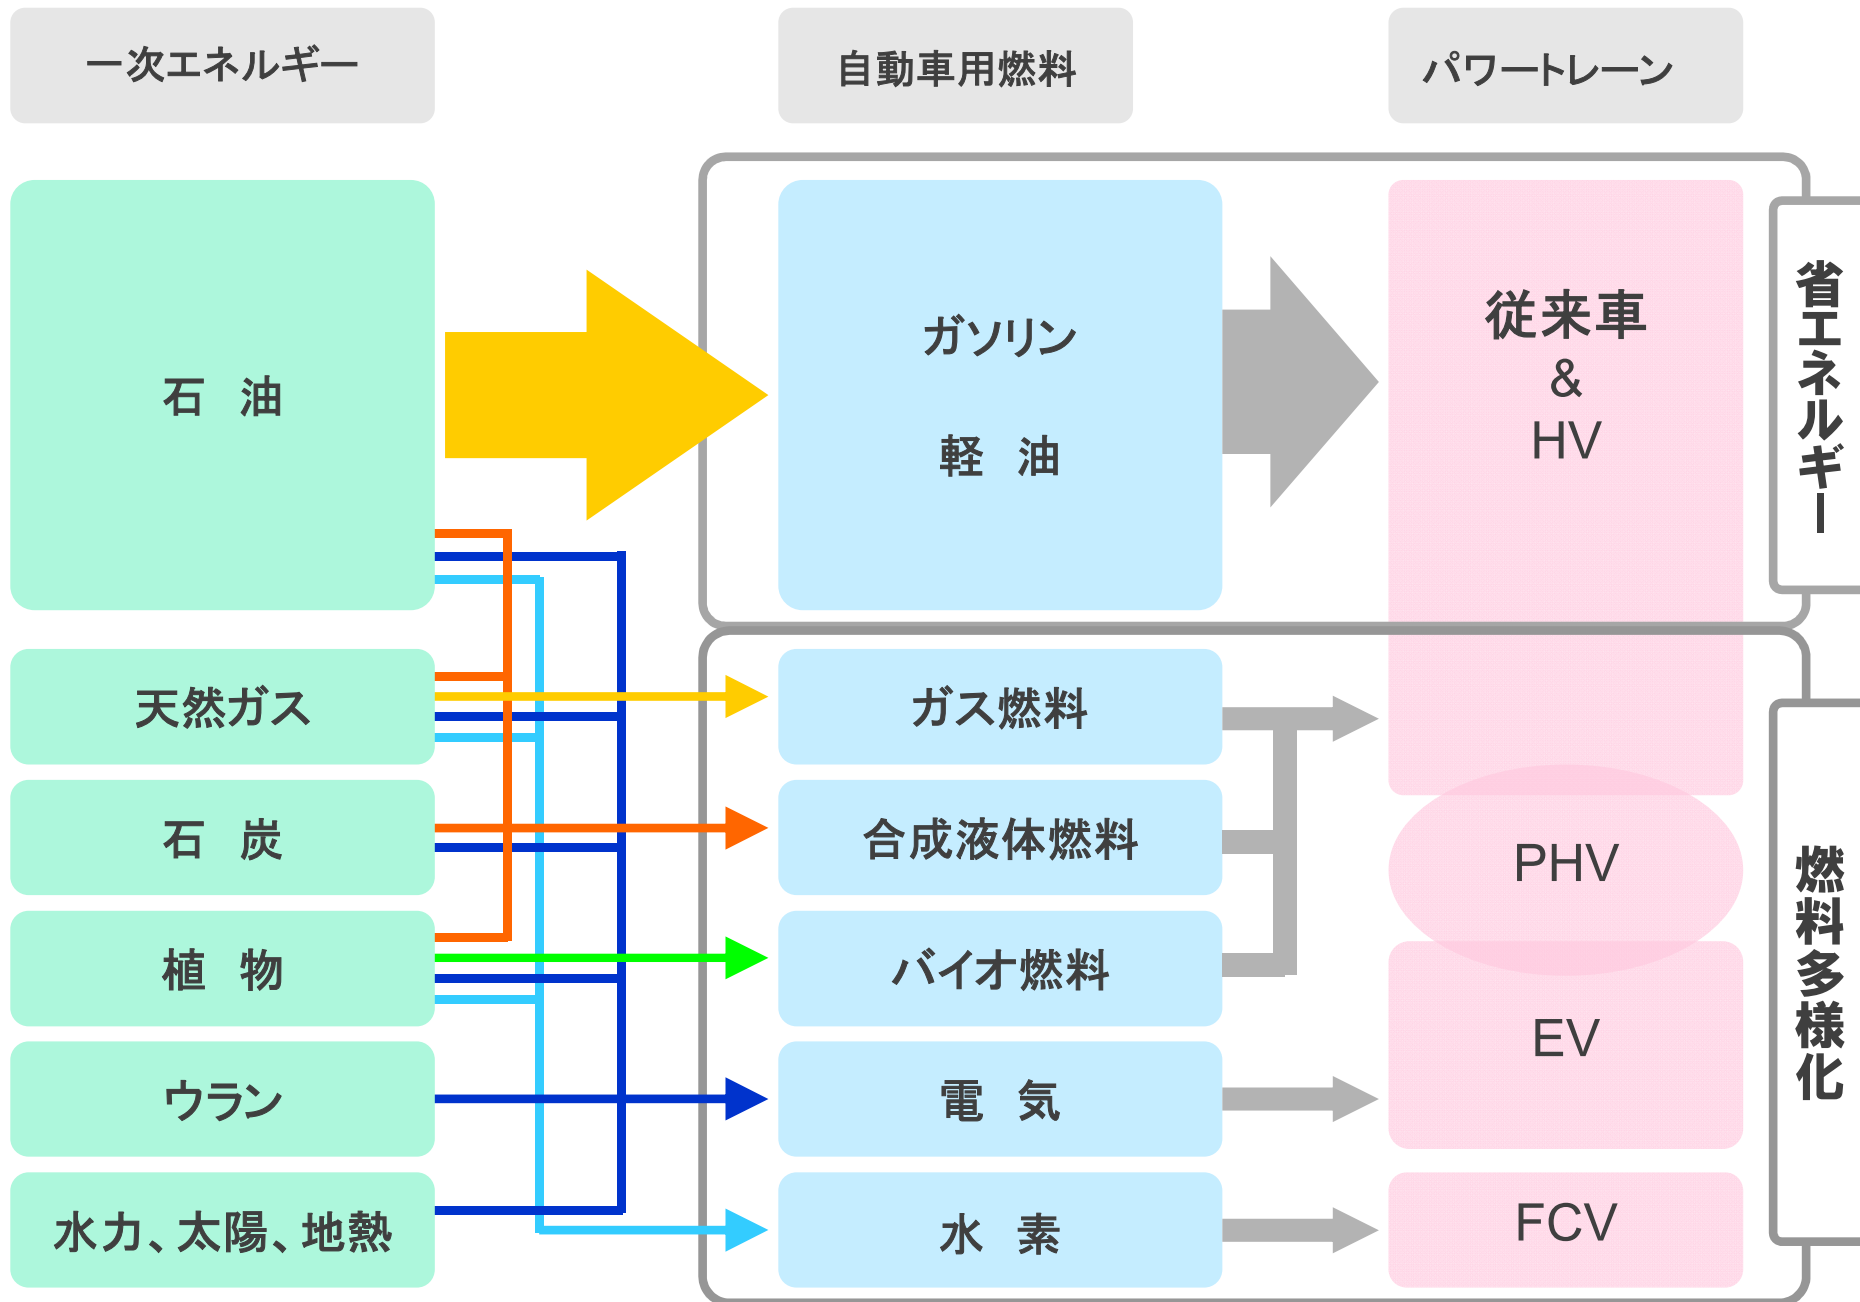 一次エネルギー
自動車用燃料
パワートレーン
石 油
ガソリン
軽 油
従来車
&
HV
省エネルギー
天然ガス
ガス燃料
石 炭
合成液体燃料
PHV
植 物
バイオ燃料
EV
ウラン
電 気
水力、太陽、地熱
水 素
FCV
燃料多様化